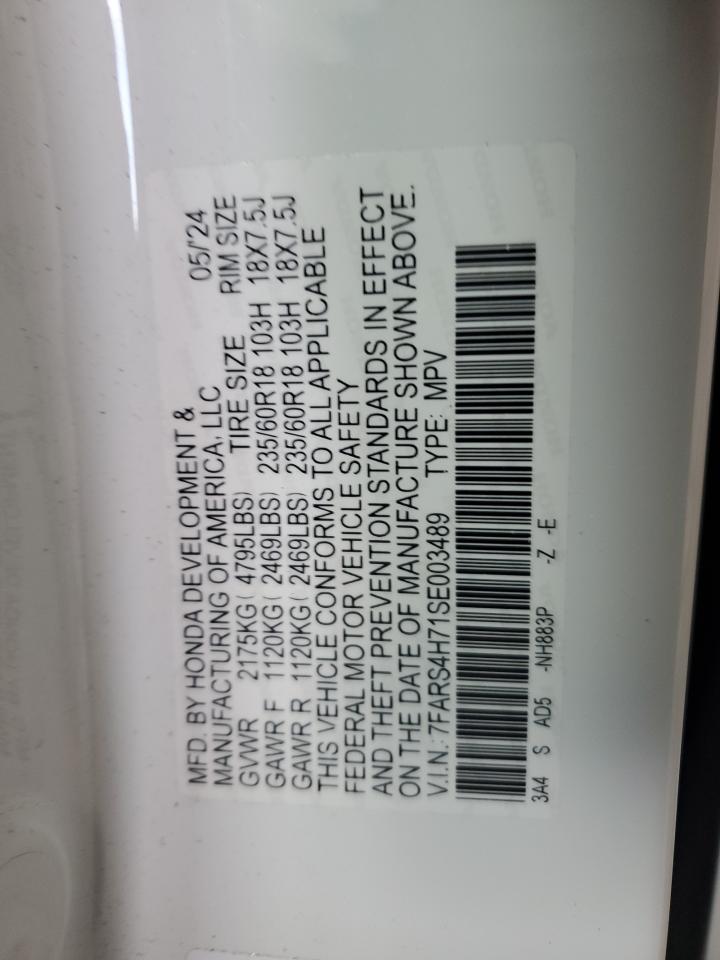 MFD. BY HONDA DEVELOPMENT &
MANUFACTURING OF AMERICA, LLC 05/'24
GVWR 2175KG( 4795LBS) TIRE SIZE RIM SIZE
GAWR F 1120KG( 2469LBS) 235/60R18 103H 18X7.5J
GAWR R 1120KG( 2469LBS) 235/60R18 103H 18X7.5J
THIS VEHICLE CONFORMS TO ALL APPLICABLE
FEDERAL MOTOR VEHICLE SAFETY
AND THEFT PREVENTION STANDARDS IN EFFECT
ON THE DATE OF MANUFACTURE SHOWN ABOVE.
V.I.N.: 7FARS4H71SE003489 TYPE: MPV
3A4 S AD5 -NH883P -Z -E